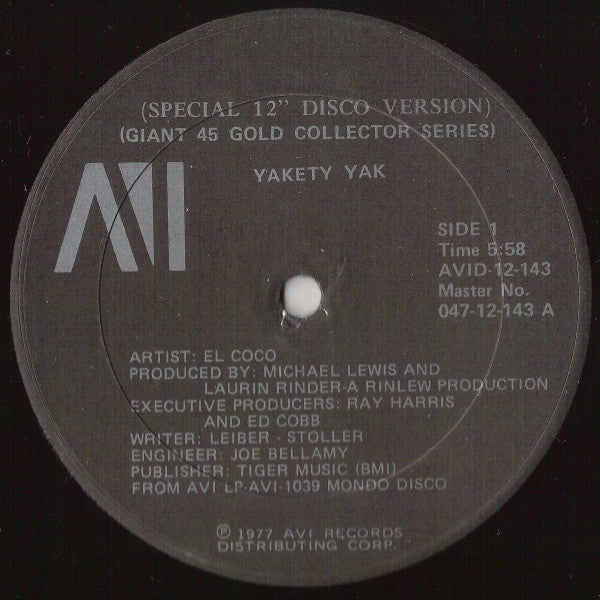 (SPECIAL 12” DISCO VERSION)
(GIANT 45 GOLD COLLECTOR SERIES)
YAKETY YAK
AVI
SIDE 1
Time 5:58
AVID-12-143
Master No.
047-12-143 A
ARTIST: EL COCO
PRODUCED BY: MICHAEL LEWIS AND
LAURIN RINDER-A RINLEW PRODUCTION
EXECUTIVE PRODUCERS: RAY HARRIS
AND ED COBB
WRITER: LEIBER - STOLLER
ENGINEER: JOE BELLAMY
PUBLISHER: TIGER MUSIC (BMI)
FROM AVI LP-AVI-1039 MONDO DISCO
℗ 1977 AVI RECORDS
DISTRIBUTING CORP.